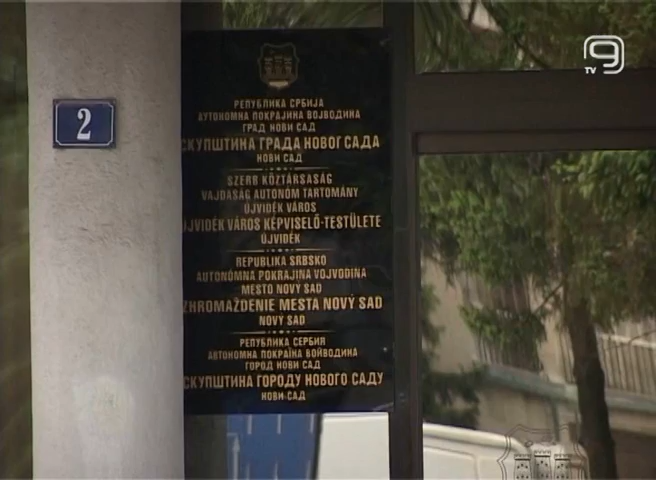 9
TV
2
РЕПУБЛИКА СРБИЈА
АУТОНОМНА ПОКРАЈИНА ВОЈВОДИНА
ГРАД НОВИ САД
СКУПШТИНА ГРАДА НОВОГ САДА
НОВИ САД
SZERB KÖZTÁRSASÁG
VAJDASÁG AUTONÓM TARTOMÁNY
ÚJVIDÉK VÁROS
ÚJVIDÉK VÁROS KÉPVISELŐ-TESTÜLETE
ÚJVIDÉK
REPUBLIKA SRBSKO
AUTONÓMNA POKRAJINA VOJVODINA
MESTO NOVÝ SAD
ZHROMAŽDENIE MESTA NOVÝ SAD
NOVÝ SAD
РЕПУБЛИКА СЕРБИЯ
АВТОНОМНА ПОКРАЇНА ВОЙВОДИНА
ГОРОД НОВИ САД
СКУПШТИНА ГОРОДУ НОВОГО САДУ
НОВИ САД